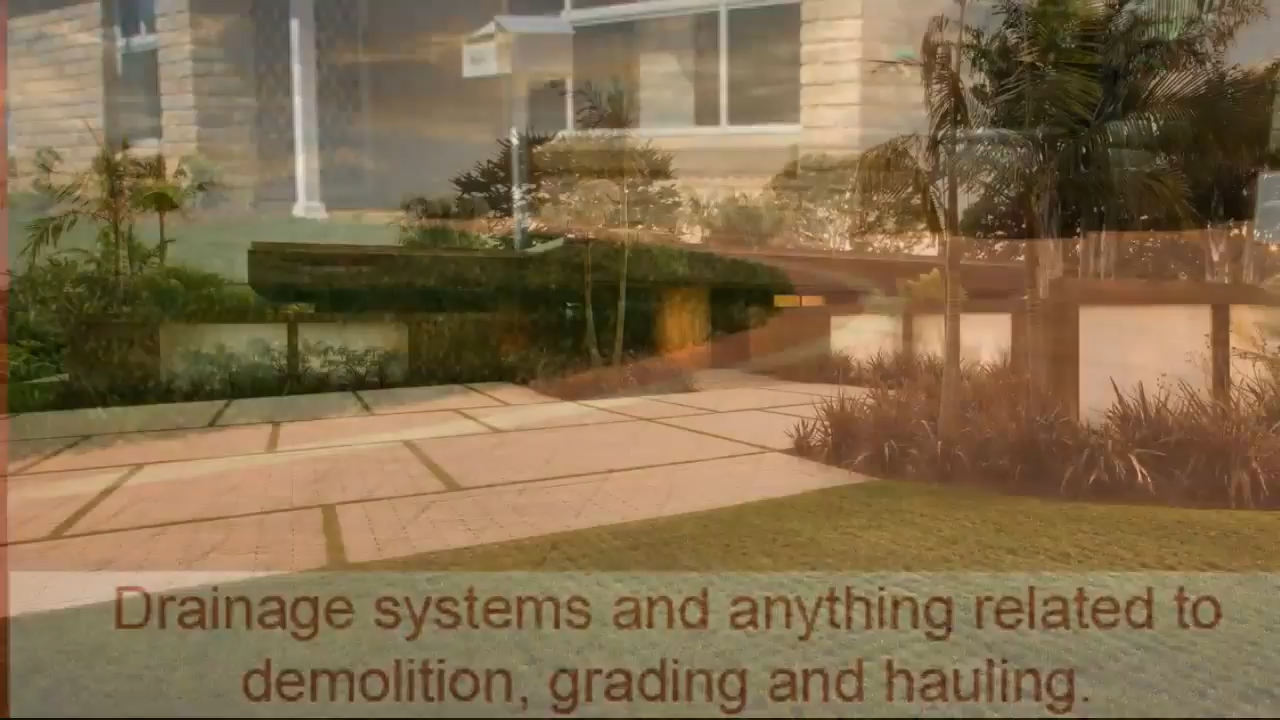 Drainage systems and anything related to
demolition, grading and hauling.